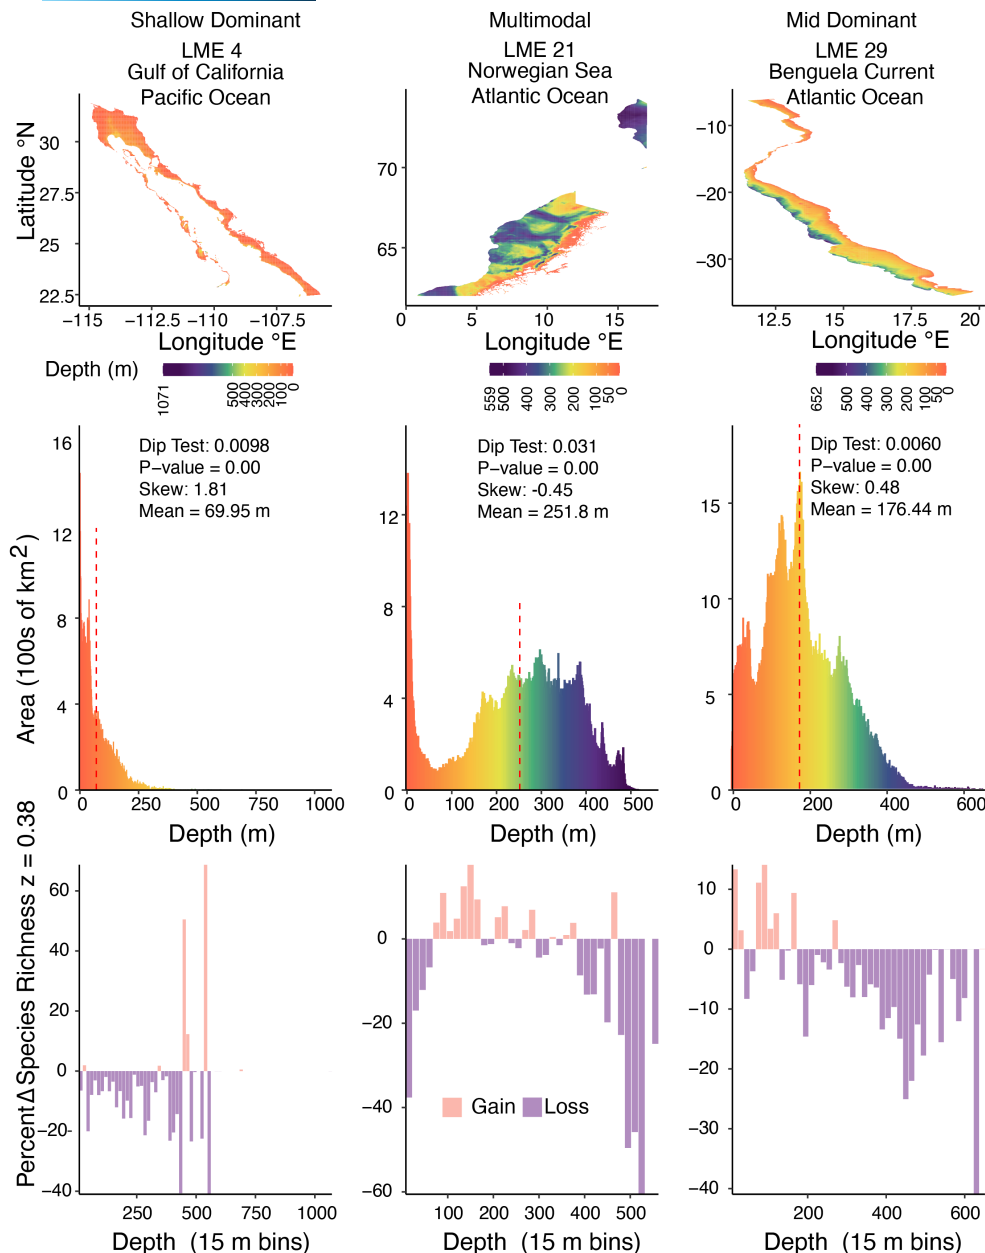 Shallow Dominant
Multimodal
Mid Dominant
LME 4
Gulf of California
Pacific Ocean
LME 21
Norwegian Sea
Atlantic Ocean
LME 29
Benguela Current
Atlantic Ocean
Latitude °N
30
27.5
25
22.5
−115
−112.5
−110
−107.5
Longitude °E
70
65
0
5
10
15
Longitude °E
−10
−20
−30
12.5
15
17.5
20
Longitude °E
Depth (m)
1071
500
400
300
200
100
0
559
500
400
300
200
100
50
0
652
500
400
300
200
100
50
0
Area (100s of km2)
16
12
8
4
0
Dip Test: 0.0098
P−value = 0.00
Skew: 1.81
Mean = 69.95 m
0
250
500
750
1000
Depth (m)
12
8
4
0
Dip Test: 0.031
P−value = 0.00
Skew: -0.45
Mean = 251.8 m
0
100
200
300
400
500
Depth (m)
15
10
5
0
Dip Test: 0.0060
P−value = 0.00
Skew: 0.48
Mean = 176.44 m
0
200
400
600
Depth (m)
Percent Δ Species Richness z = 0.38
60
40
20
0
−20
−40
250
500
750
1000
Depth (15 m bins)
0
−20
−40
−60
Gain
Loss
100
200
300
400
500
Depth (15 m bins)
10
0
−10
−20
−30
−40
200
400
600
Depth (15 m bins)